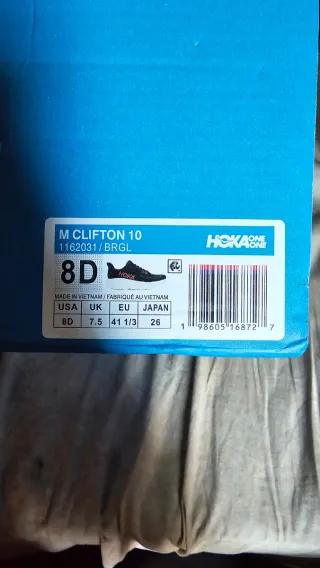 M CLIFTON 10
1162031/BRGL
HOKA ONE ONE
8D
HOKA
MADE IN VIETNAM / FABRIQUÉ AU VIETNAM
USA UK EU JAPAN
8D 7.5 41 1/3 26
1 98605 16872 7